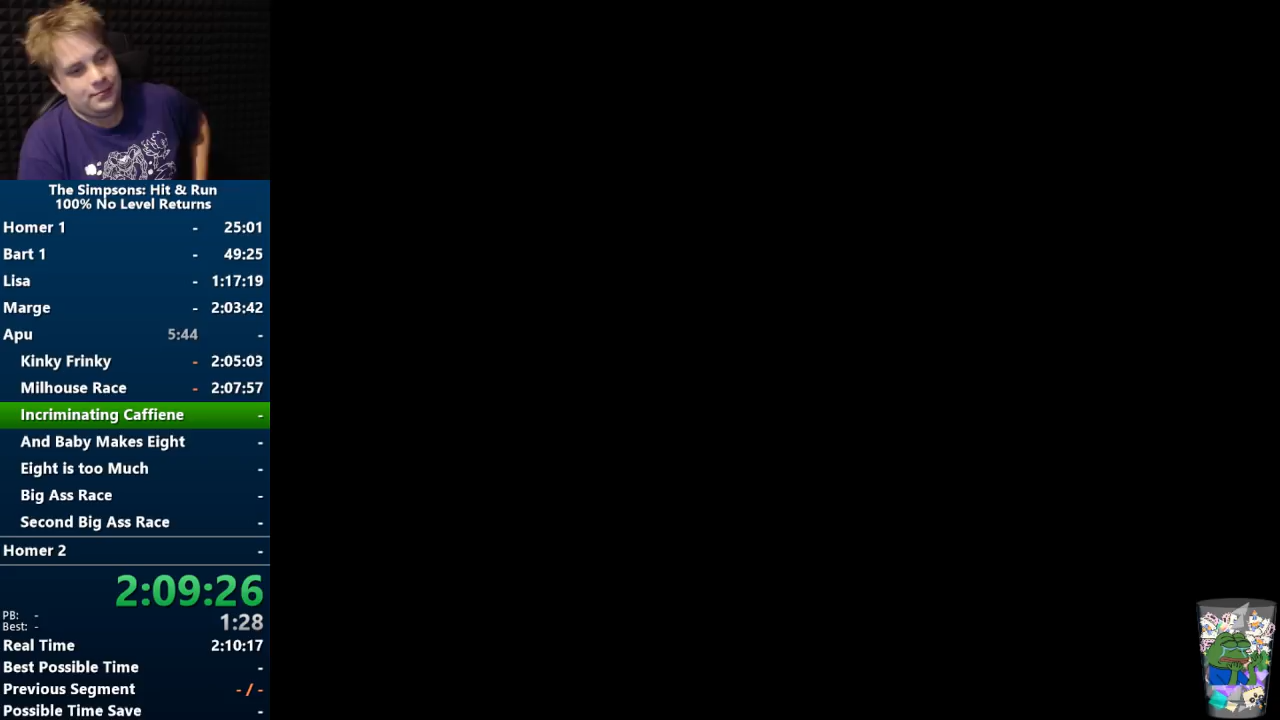 The Simpsons: Hit & Run
100% No Level Returns
Homer 1 - 25:01
Bart 1 - 49:25
Lisa - 1:17:19
Marge - 2:03:42
Apu 5:44 -
Kinky Frinky - 2:05:03
Milhouse Race - 2:07:57
Incriminating Caffiene -
And Baby Makes Eight -
Eight is too Much -
Big Ass Race -
Second Big Ass Race -
Homer 2 -
2:09:26
PB: -
Best: - 1:28
Real Time 2:10:17
Best Possible Time -
Previous Segment - / -
Possible Time Save -